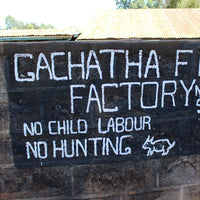 GACHATHA F
FACTORY
NO CHILD LABOUR
NO HUNTING